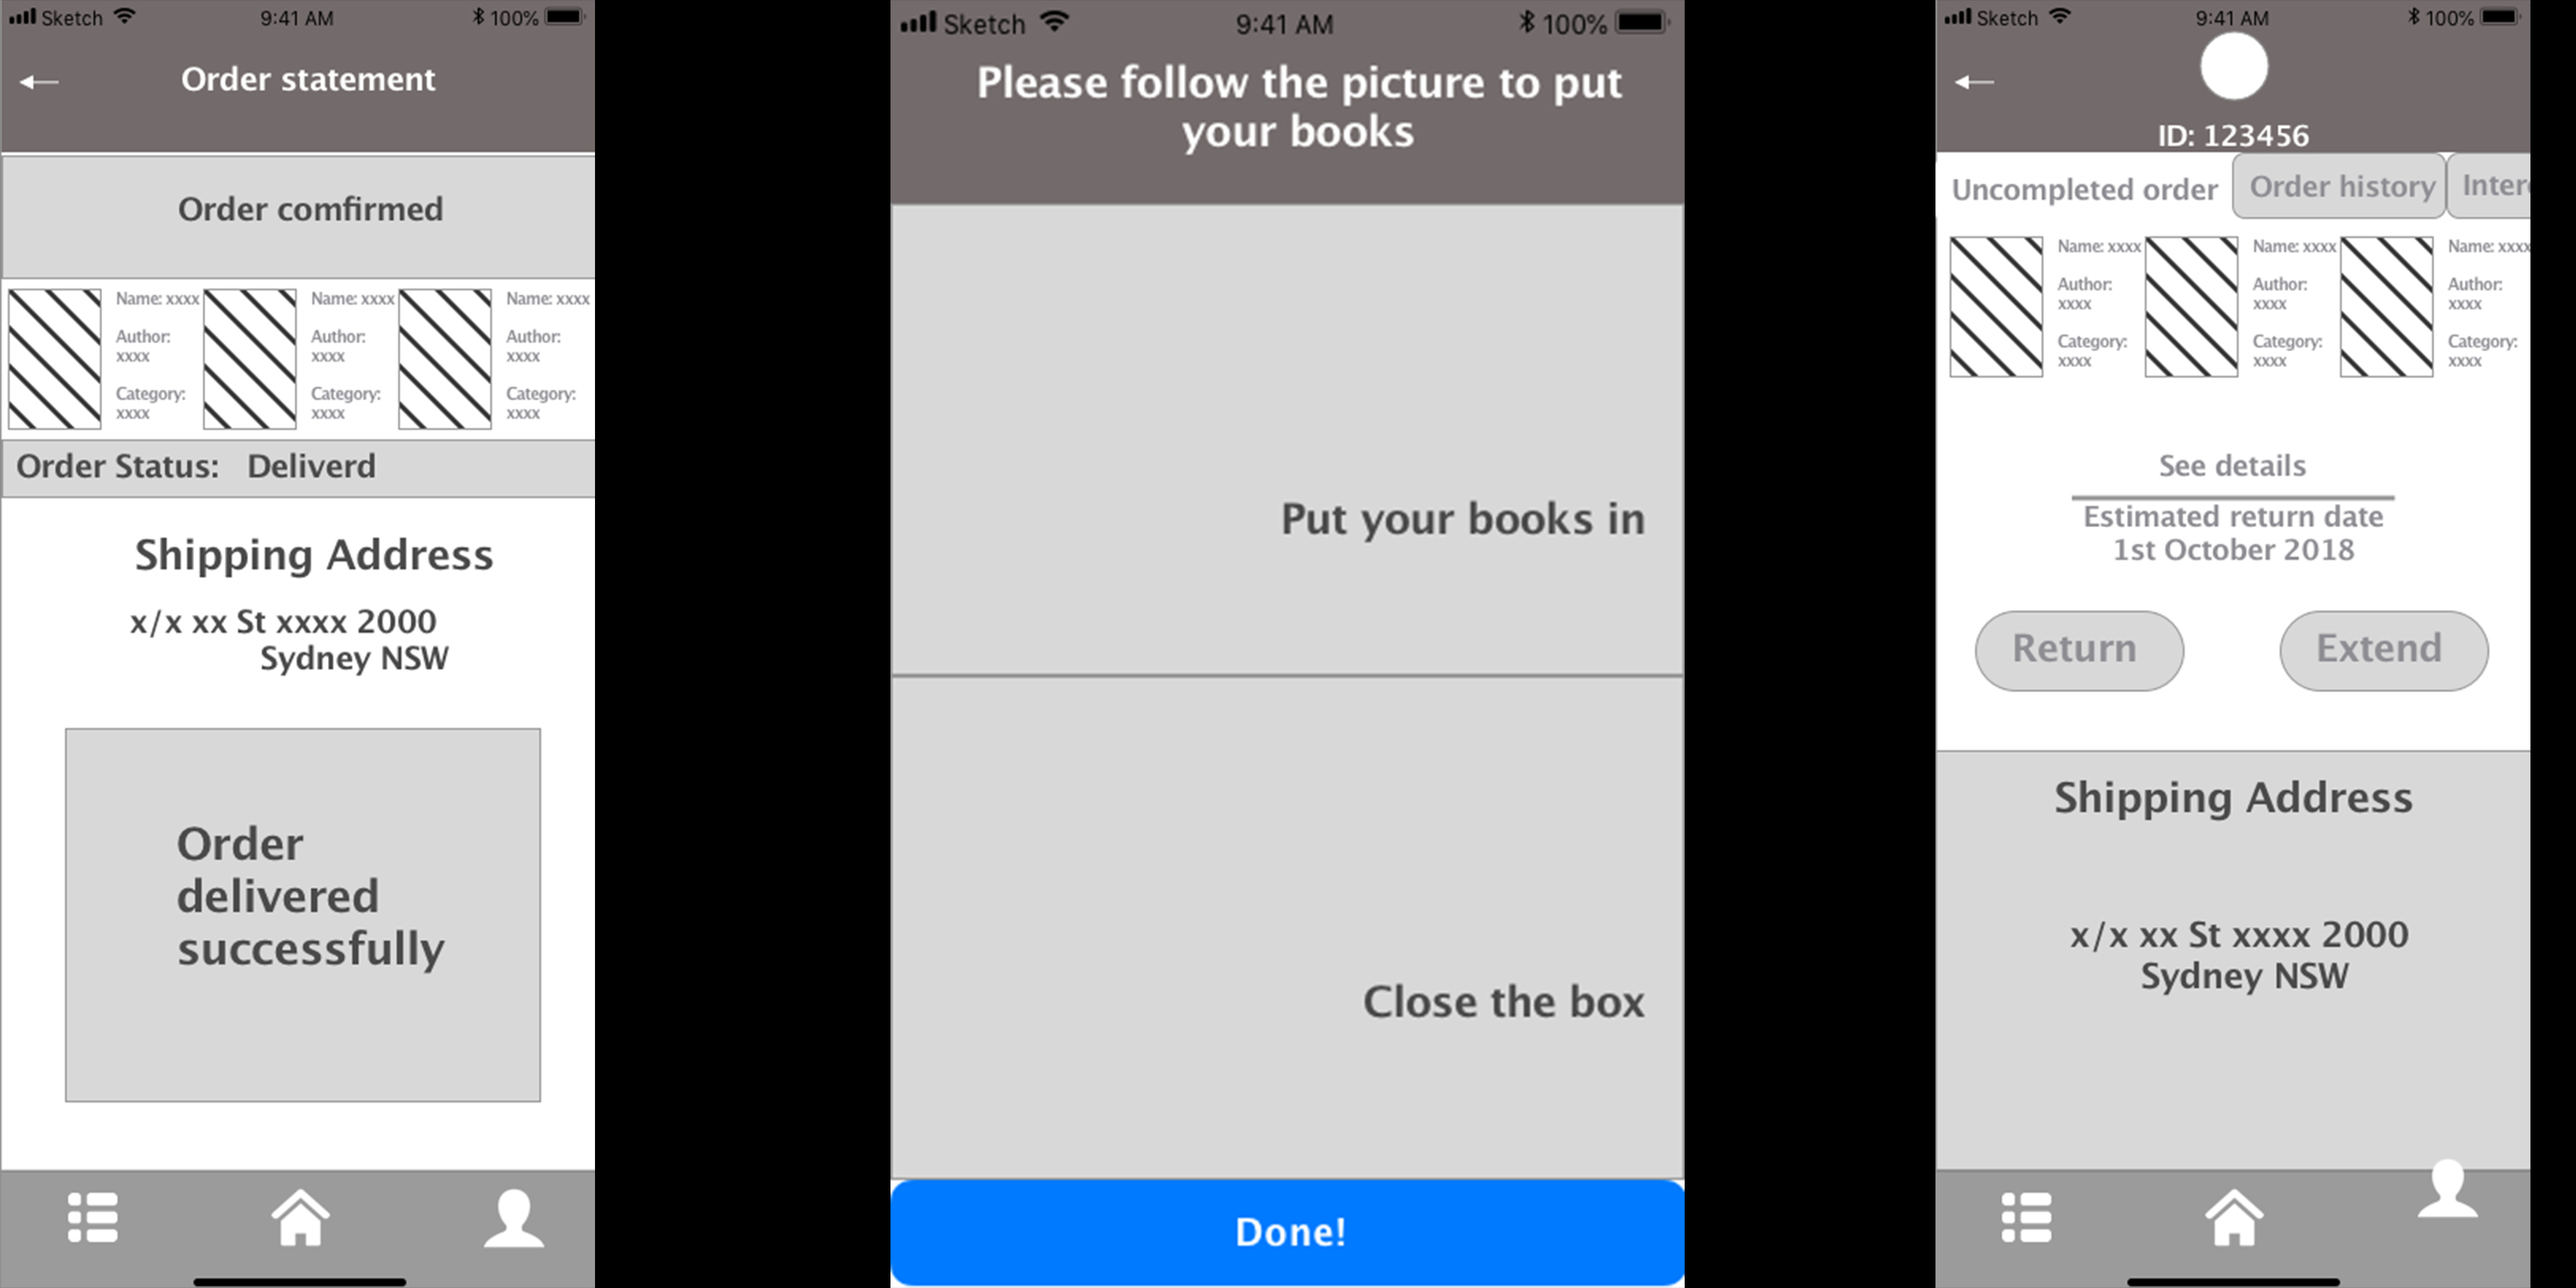 Sketch 9:41 AM 100%
Order statement
Order comfirmed
Name: xxxx Name: xxxx Name: xxxx
Author: Author: Author:
xxxx xxxx xxxx
Category: Category: Category:
xxxx xxxx xxxx
Order Status: Deliverd
Shipping Address
x/x xx St xxxx 2000
Sydney NSW
Order
delivered
successfully
Sketch 9:41 AM 100%
Please follow the picture to put
your books
Put your books in
Close the box
Done!
Sketch 9:41 AM 100%
ID: 123456
Uncompleted order Order history Inter
Name: xxxx Name: xxxx Name: xxxx
Author: Author: Author:
xxxx xxxx xxxx
Category: Category: Category:
xxxx xxxx xxxx
See details
Estimated return date
1st October 2018
Return Extend
Shipping Address
x/x xx St xxxx 2000
Sydney NSW